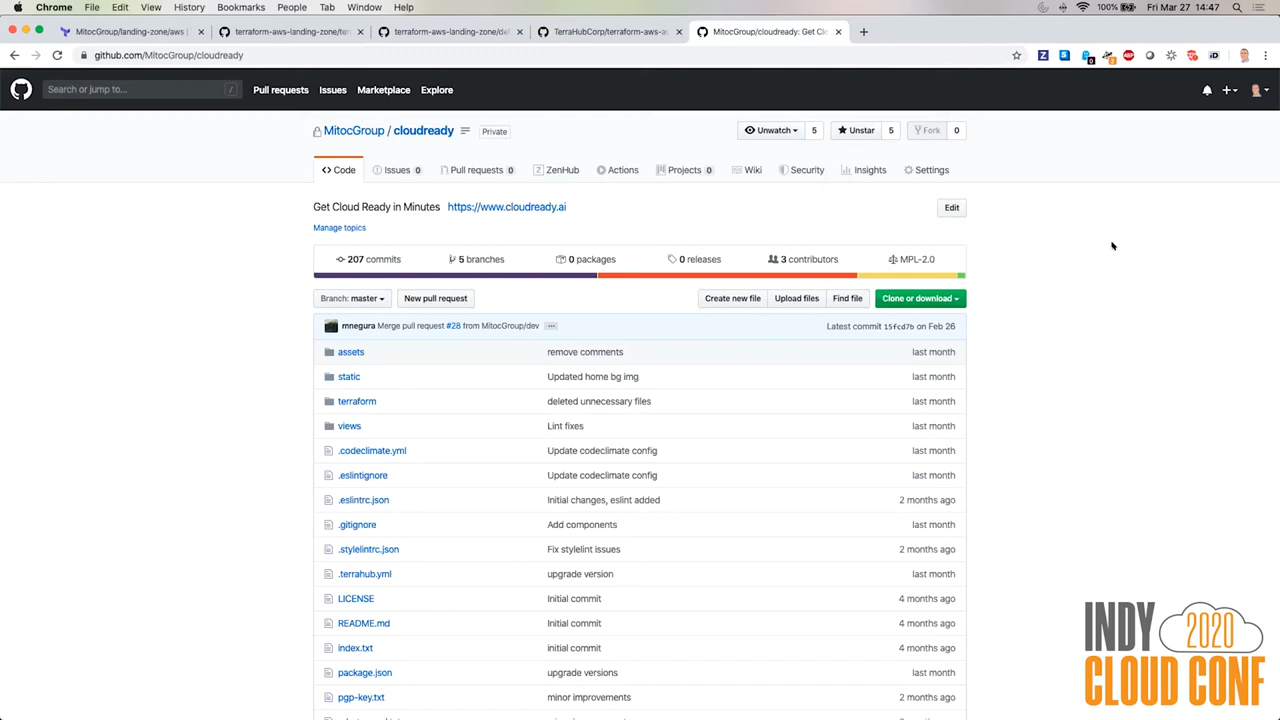 Chrome File Edit View History Bookmarks People Tab Window Help 100% Fri Mar 27 14:47
MitocGroup/landing-zone/aws | terraform-aws-landing-zone/ter terraform-aws-landing-zone/de TerraHubCorp/terraform-aws-a MitocGroup/cloudready: Get Cl
github.com/MitocGroup/cloudready
Search or jump to... / Pull requests Issues Marketplace Explore
MitocGroup / cloudready Private Unwatch 5 Unstar 5 Fork 0
Code Issues 0 Pull requests 0 ZenHub Actions Projects 0 Wiki Security Insights Settings
Get Cloud Ready in Minutes https://www.cloudready.ai Edit
Manage topics
207 commits 5 branches 0 packages 0 releases 3 contributors MPL-2.0
Branch: master New pull request Create new file Upload files Find file Clone or download
mnegura Merge pull request #28 from MitocGroup/dev ... Latest commit 15fcd7b on Feb 26
assets remove comments last month
static Updated home bg img last month
terraform deleted unnecessary files last month
views Lint fixes last month
.codeclimate.yml Update codeclimate config last month
.eslintignore Update codeclimate config last month
.eslintrc.json Initial changes, eslint added 2 months ago
.gitignore Add components last month
.stylelintrc.json Fix stylelint issues 2 months ago
.terrahub.yml upgrade version last month
LICENSE Initial commit 4 months ago
README.md Initial commit 4 months ago
index.txt initial commit 4 months ago
package.json upgrade versions last month
pgp-key.txt minor improvements 2 months ago
INDY 2020
CLOUD CONF